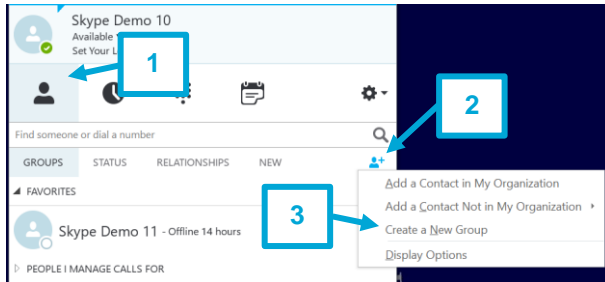 Skype Demo 10
Available
Set Your L
1
2
Find someone or dial a number
GROUPS STATUS RELATIONSHIPS NEW
FAVORITES
Add a Contact in My Organization
Add a Contact Not in My Organization
3
Create a New Group
Skype Demo 11 - Offline 14 hours
Display Options
PEOPLE I MANAGE CALLS FOR